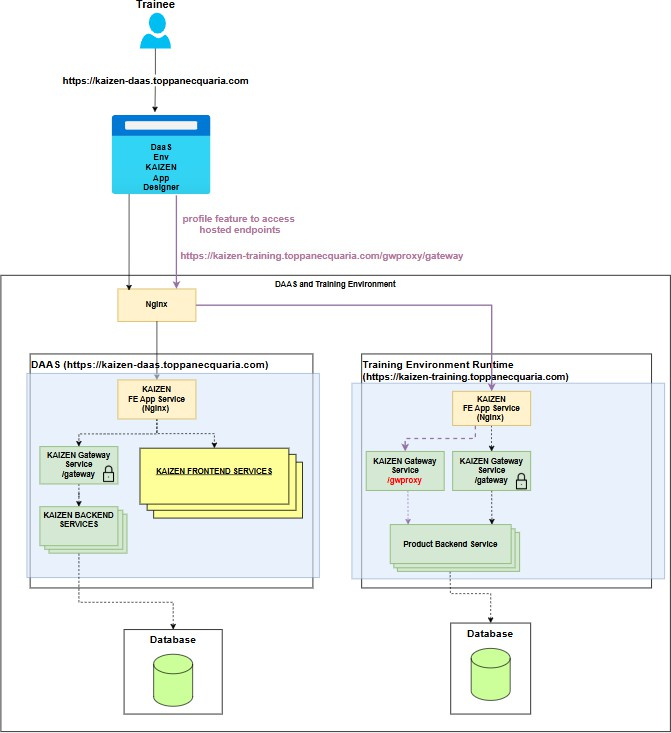 Trainee
https://kaizen-daas.toppanecquaria.com
DaaS
Env
KAIZEN
App
Designer
profile feature to access
hosted endpoints
https://kaizen-training.toppanecquaria.com/gwproxy/gateway
DAAS and Training Environment
Nginx
DAAS (https://kaizen-daas.toppanecquaria.com)
KAIZEN
FE App Service
(Nginx)
KAIZEN Gateway
Service
/gateway
KAIZEN FRONTEND SERVICES
KAIZEN BACKEND
SERVICES
Database
Training Environment Runtime
(https://kaizen-training.toppanecquaria.com)
KAIZEN
FE App Service
(Nginx)
KAIZEN Gateway
Service
/gwproxy
KAIZEN Gateway
Service
/gateway
Product Backend Service
Database